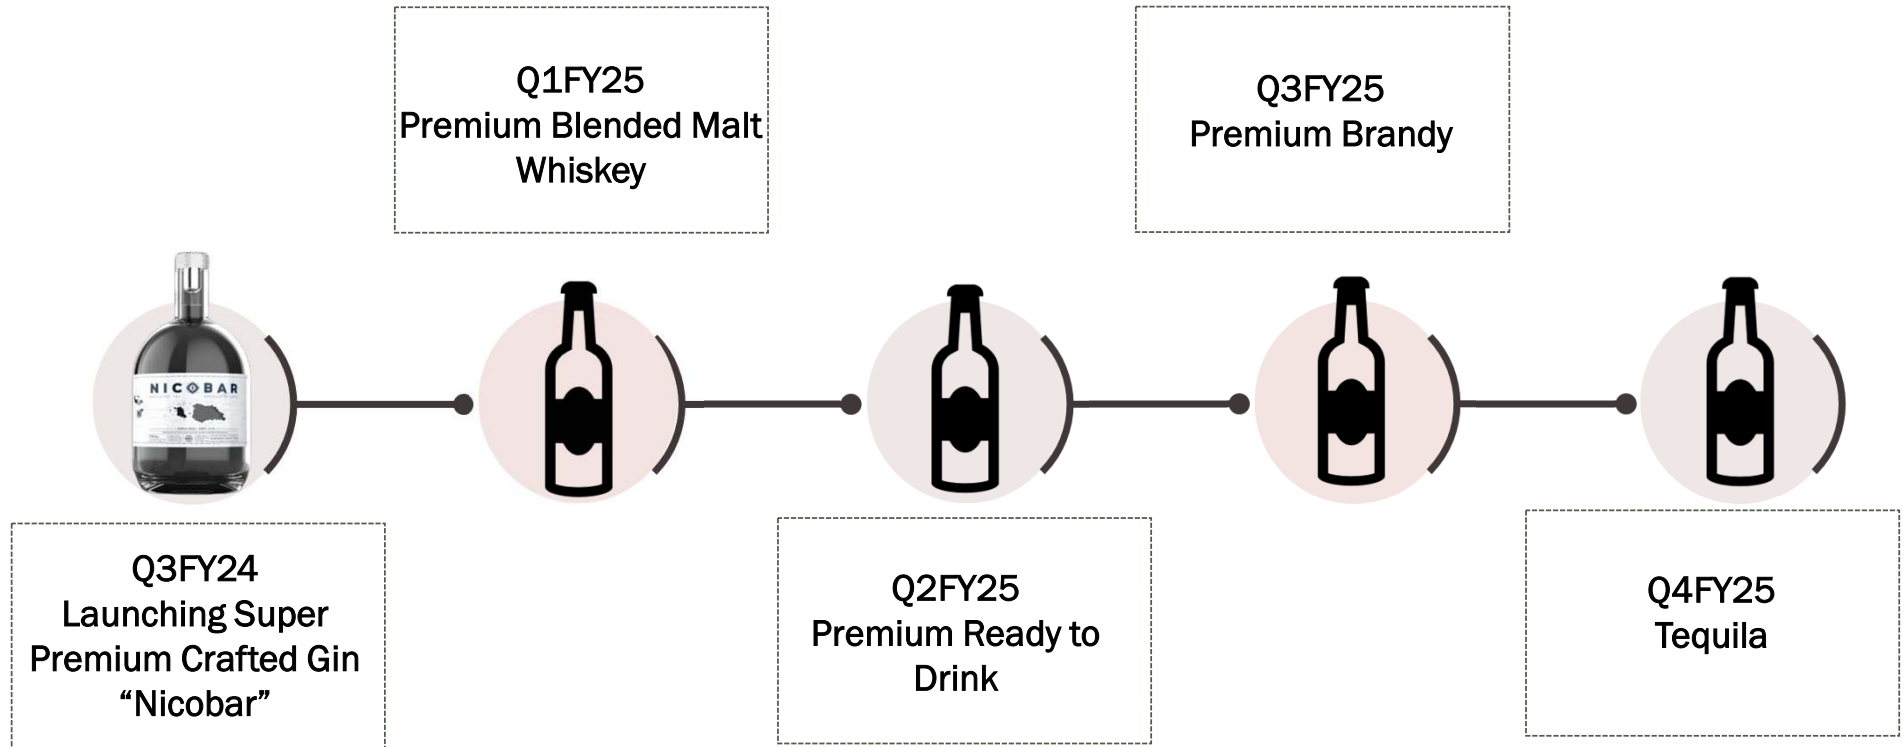 Q1FY25
Premium Blended Malt
Whiskey
Q3FY25
Premium Brandy
NICOBAR
Q3FY24
Launching Super
Premium Crafted Gin
“Nicobar”
Q2FY25
Premium Ready to
Drink
Q4FY25
Tequila